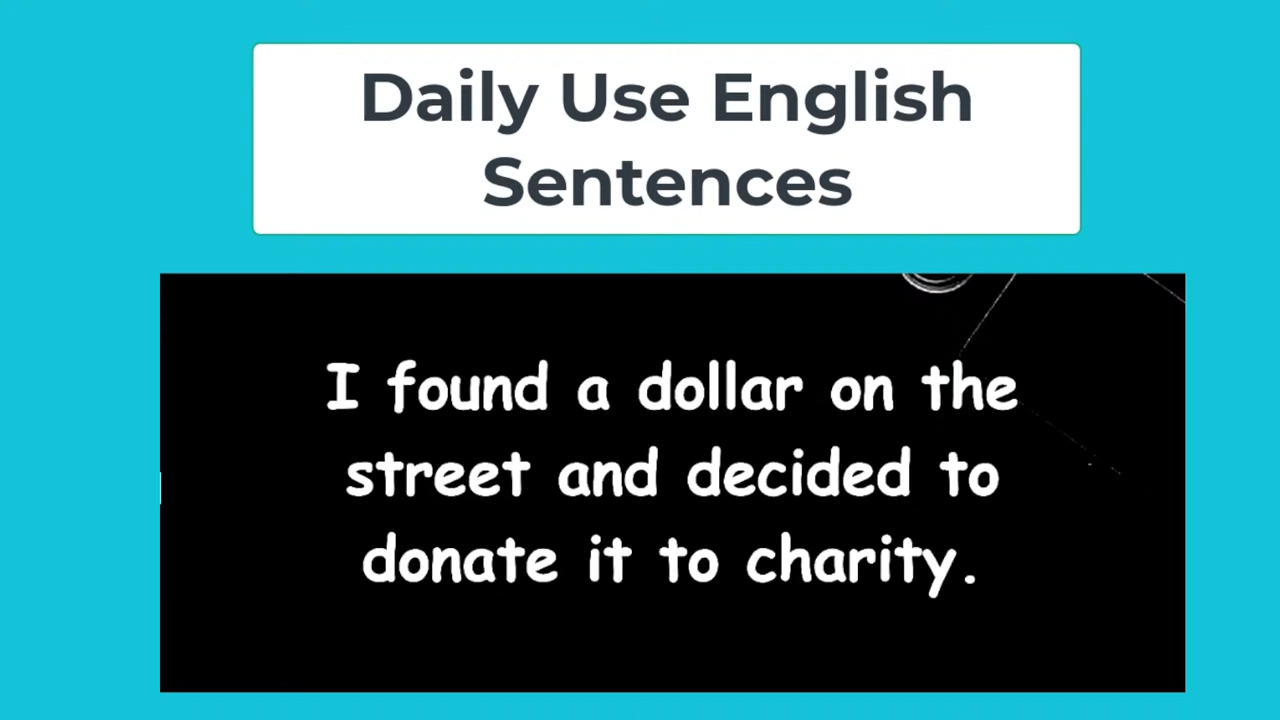 Daily Use English
Sentences
I found a dollar on the
street and decided to
donate it to charity.